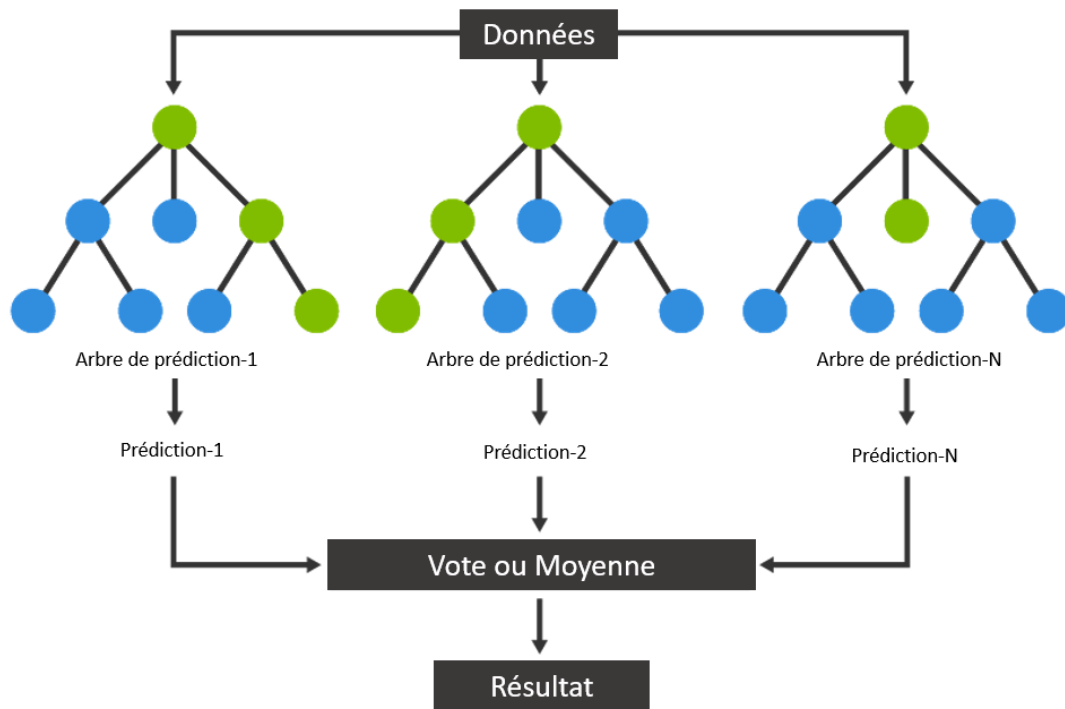 Données
Arbre de prédiction-1
Arbre de prédiction-2
Arbre de prédiction-N
Prédiction-1
Prédiction-2
Prédiction-N
Vote ou Moyenne
Résultat